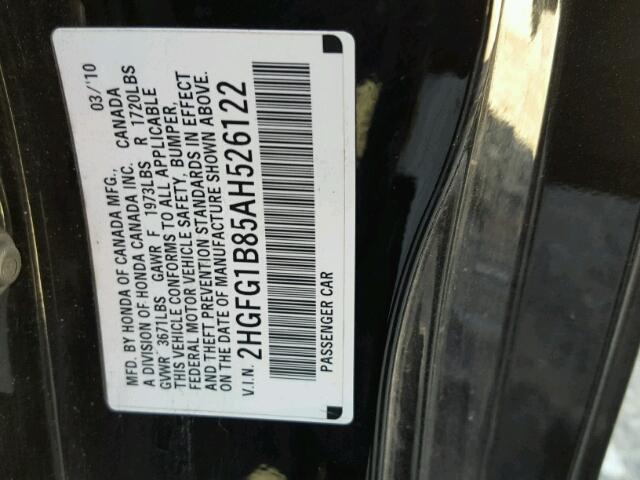 MFD. BY HONDA OF CANADA MFG., 03/'10
A DIVISION OF HONDA CANADA INC. CANADA
GVWR 3671LBS GAWR F 1973LBS R 1720LBS
THIS VEHICLE CONFORMS TO ALL APPLICABLE
FEDERAL MOTOR VEHICLE SAFETY, BUMPER,
AND THEFT PREVENTION STANDARDS IN EFFECT
ON THE DATE OF MANUFACTURE SHOWN ABOVE.
V.I.N. 2HGFG1B85AH526122
PASSENGER CAR